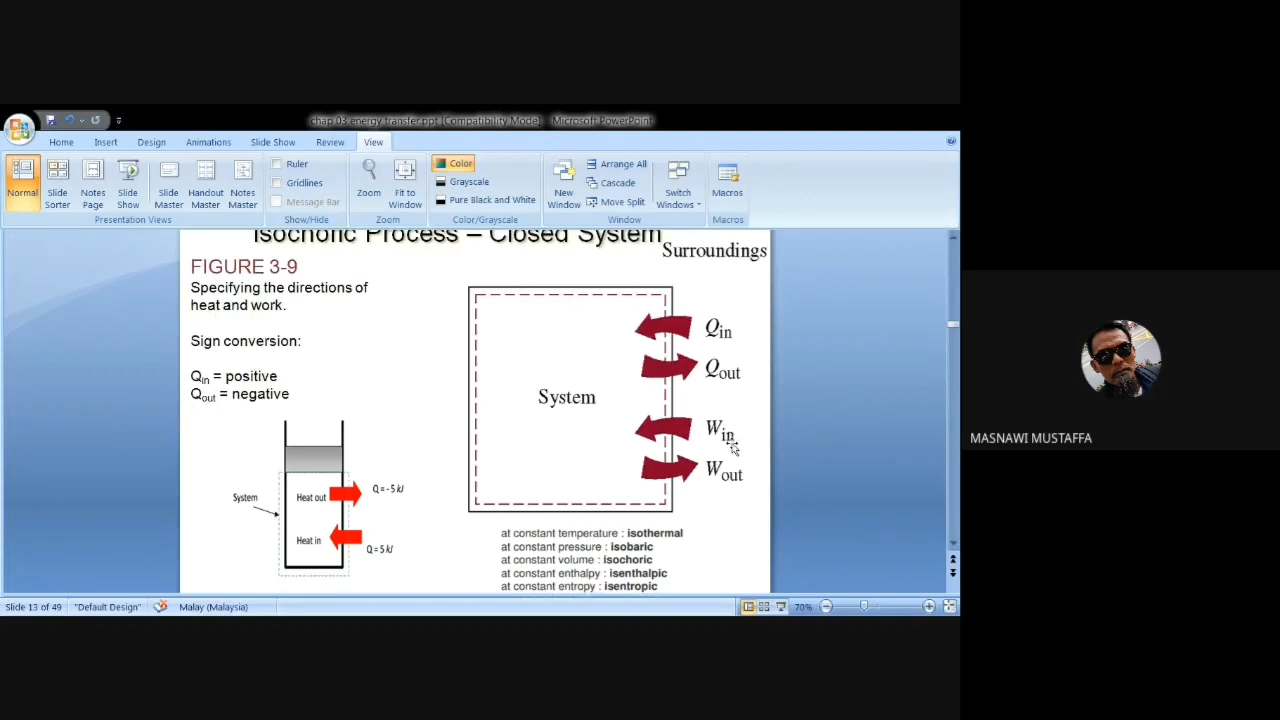 chap 03 energy transfer.ppt [Compatibility Mode] - Microsoft PowerPoint
Home Insert Design Animations Slide Show Review View
Normal
Slide Sorter
Notes Page
Slide Show
Slide Master
Handout Master
Notes Master
Presentation Views
Ruler
Gridlines
Message Bar
Show/Hide
Zoom
Fit to Window
Zoom
Color
Grayscale
Pure Black and White
Color/Grayscale
New Window
Arrange All
Cascade
Move Split
Switch Windows
Window
Macros
Macros
Isochoric Process – Closed System
Surroundings
FIGURE 3-9
Specifying the directions of
heat and work.
Sign conversion:
Qin = positive
Qout = negative
System
Heat out
Q = - 5 kJ
Heat in
Q = 5 kJ
System
Qin
Qout
Win
Wout
at constant temperature : isothermal
at constant pressure : isobaric
at constant volume : isochoric
at constant enthalpy : isenthalpic
at constant entropy : isentropic
Slide 13 of 49 "Default Design" Malay (Malaysia) 70%
MASNAWI MUSTAFFA